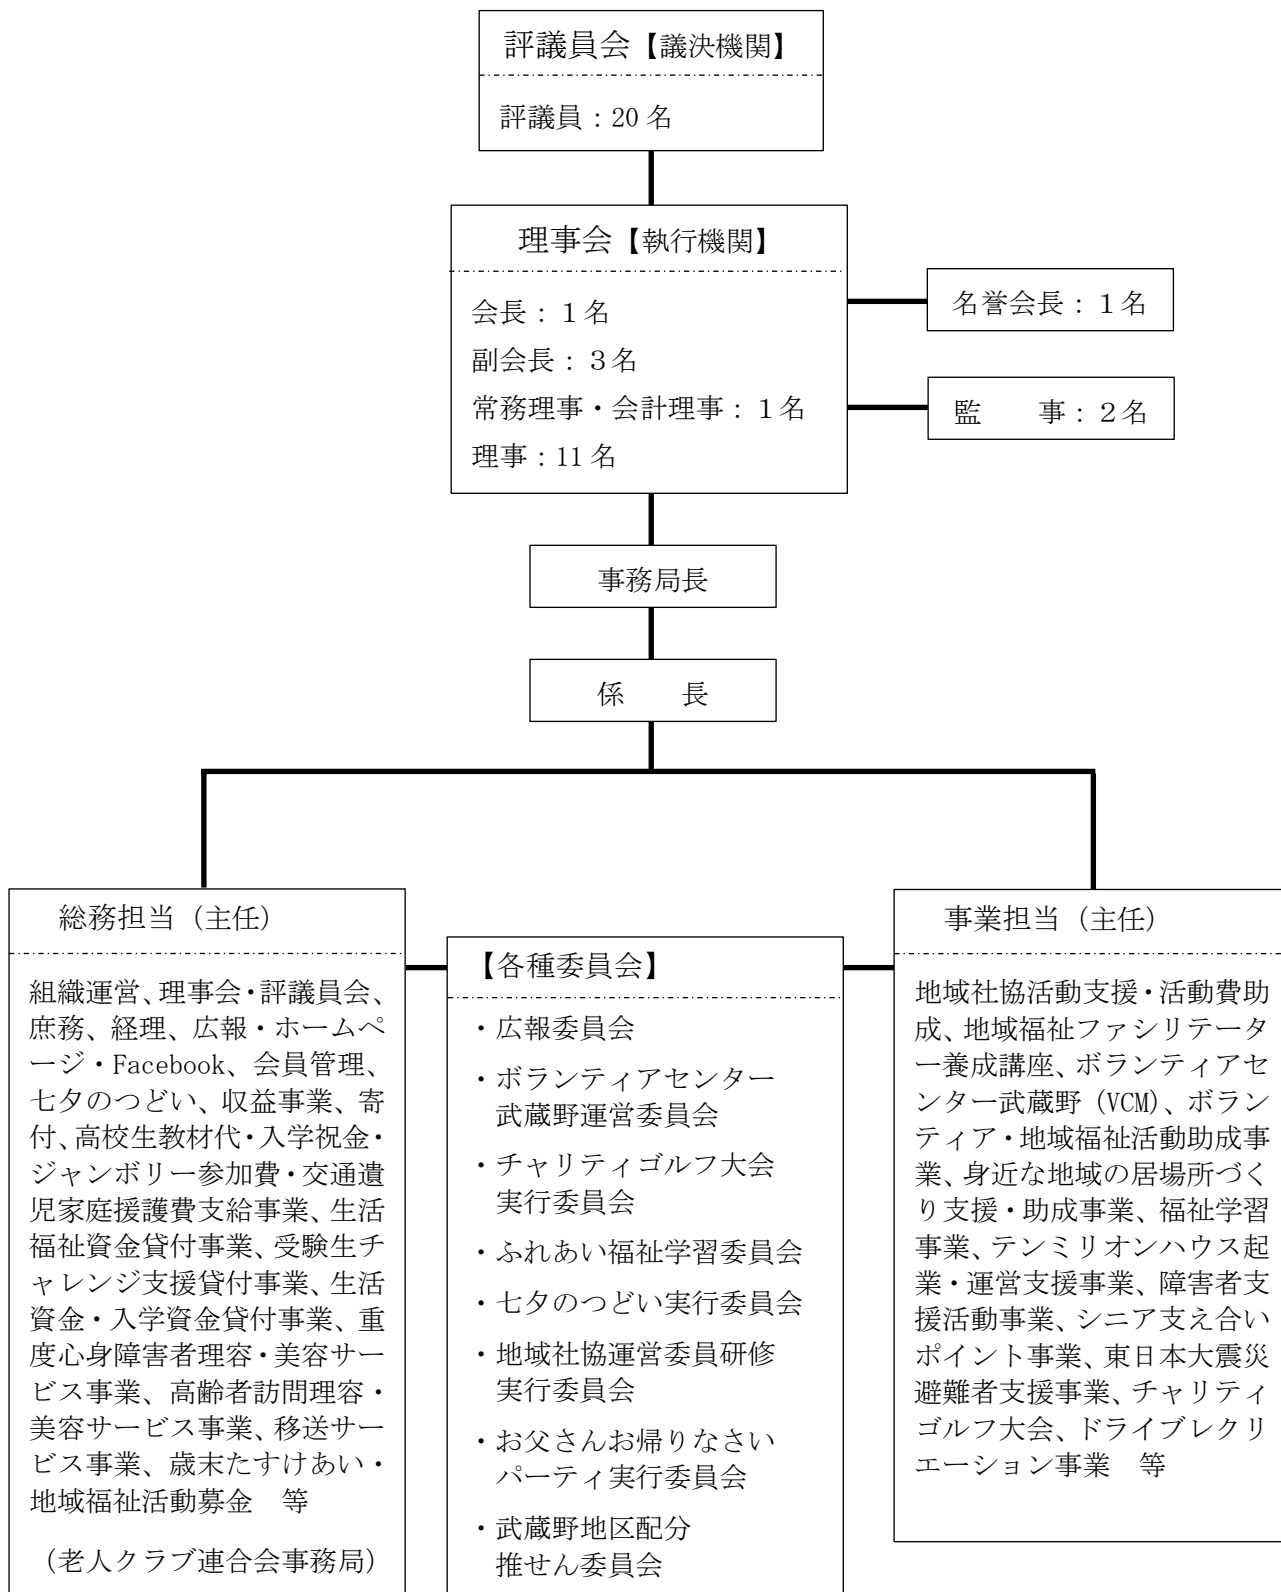 評議員会【議決機関】
評議員：20 名
理事会【執行機関】
会長：１名
副会長：３名
常務理事・会計理事：１名
理事：11 名
名誉会長：１名
監　　事：２名
事務局長
係　　長
総務担当（主任）
組織運営、理事会・評議員会、
庶務、経理、広報・ホームペ
ージ・Facebook、会員管理、
七夕のつどい、収益事業、寄
付、高校生教材代・入学祝金・
ジャンボリー参加費・交通遺
児家庭援護費支給事業、生活
福祉資金貸付事業、受験生チ
ャレンジ支援貸付事業、生活
資金・入学資金貸付事業、重
度心身障害者理容・美容サー
ビス事業、高齢者訪問理容・
美容サービス事業、移送サー
ビス事業、歳末たすけあい・
地域福祉活動募金　等
（老人クラブ連合会事務局）
【各種委員会】
・広報委員会
・ボランティアセンター
武蔵野運営委員会
・チャリティゴルフ大会
実行委員会
・ふれあい福祉学習委員会
・七夕のつどい実行委員会
・地域社協運営委員研修
実行委員会
・お父さんお帰りなさい
パーティ実行委員会
・武蔵野地区配分
推せん委員会
事業担当（主任）
地域社協活動支援・活動費助
成、地域福祉ファシリテータ
ー養成講座、ボランティアセ
ンター武蔵野（VCM）、ボラン
ティア・地域福祉活動助成事
業、身近な地域の居場所づく
り支援・助成事業、福祉学習
事業、テンミリオンハウス起
業・運営支援事業、障害者支
援活動事業、シニア支え合い
ポイント事業、東日本大震災
避難者支援事業、チャリティ
ゴルフ大会、ドライブレクリ
エーション事業　等